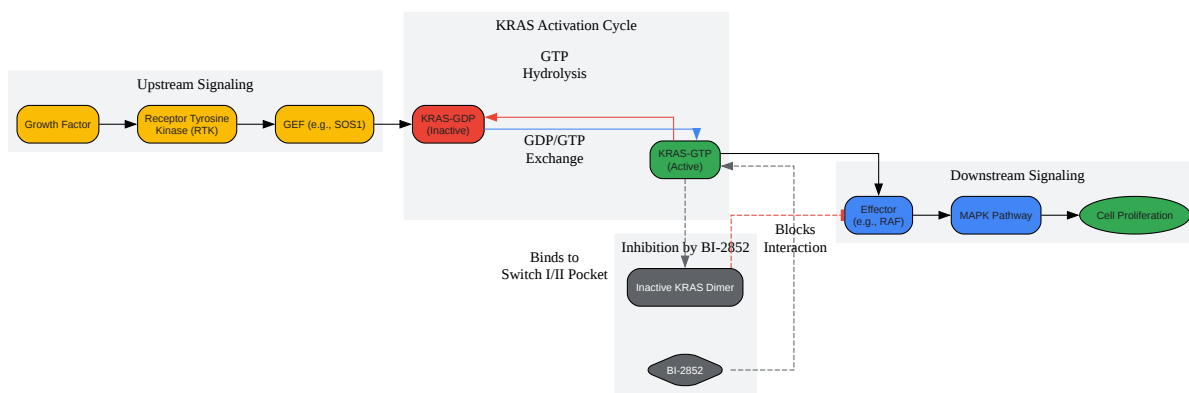 KRAS Activation Cycle
GTP
Hydrolysis
Upstream Signaling
Growth Factor
Receptor Tyrosine
Kinase (RTK)
GEF (e.g., SOS1)
KRAS-GDP
(Inactive)
GDP/GTP
Exchange
KRAS-GTP
(Active)
Downstream Signaling
Effector
(e.g., RAF)
MAPK Pathway
Cell Proliferation
Blocks
Interaction
Inhibition by BI-2852
Binds to
Switch I/II Pocket
Inactive KRAS Dimer
BI-2852